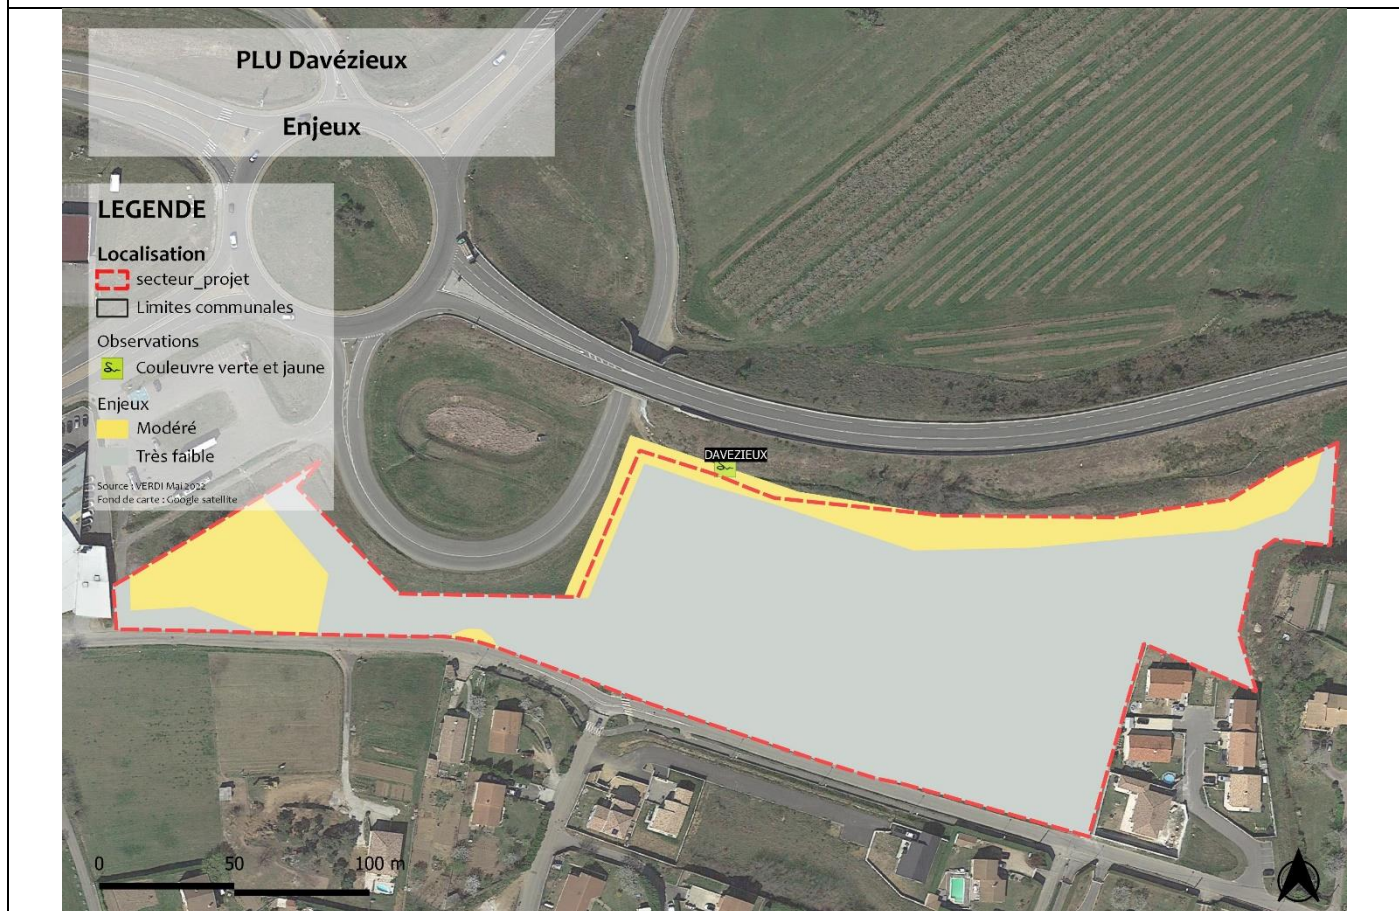 PLU Davézieux
Enjeux
LEGENDE
Localisation
secteur_projet
Limites communales
Observations
Couleuvre verte et jaune
Enjeux
Modéré
Très faible
Source : VERDI Mai 2022
Fond de carte : Google satellite
DAVEZIEUX
0 50 100 m